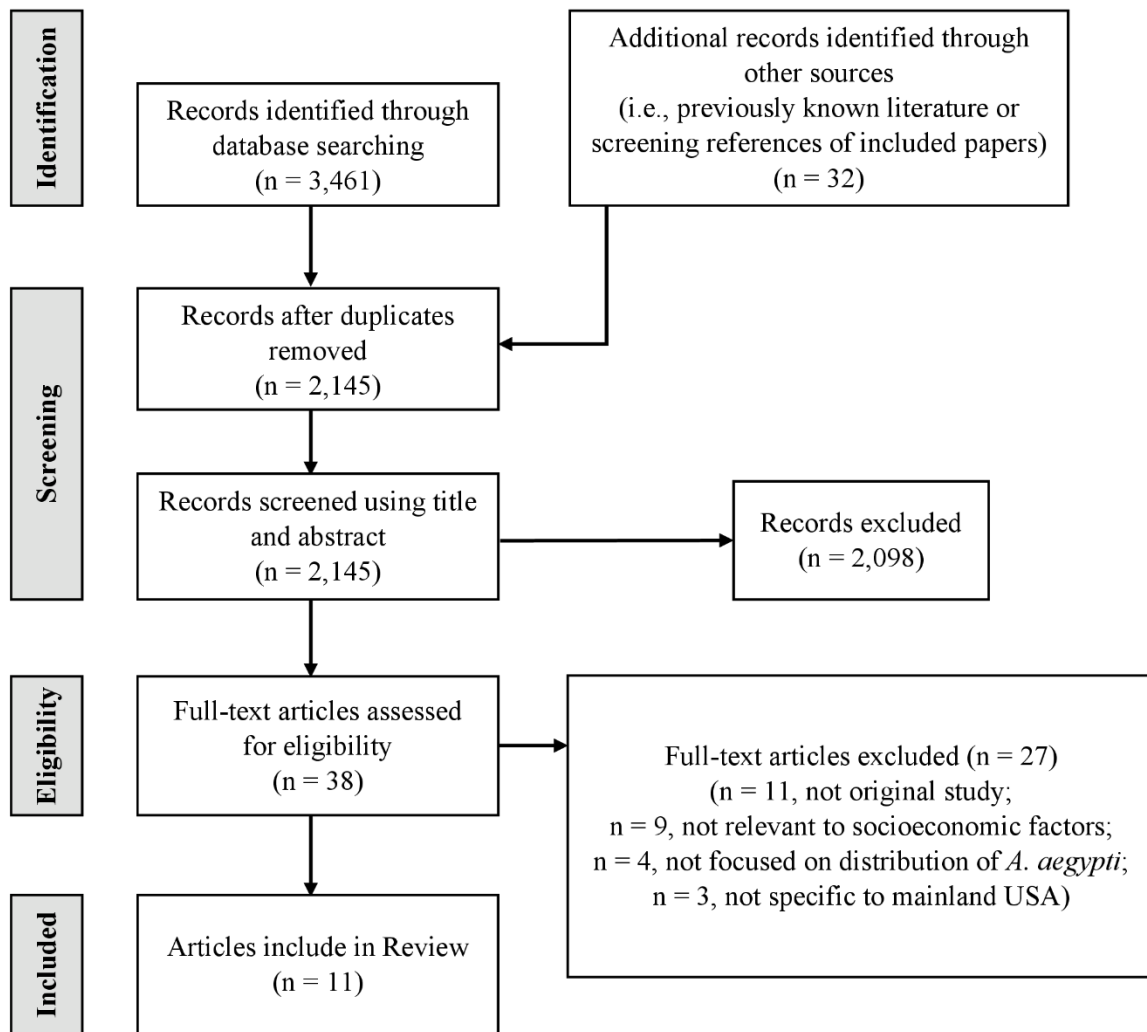 Identification
Records identified through
database searching
(n = 3,461)
Additional records identified through
other sources
(i.e., previously known literature or
screening references of included papers)
(n = 32)
Screening
Records after duplicates
removed
(n = 2,145)
Records screened using title
and abstract
(n = 2,145)
Records excluded
(n = 2,098)
Eligibility
Full-text articles assessed
for eligibility
(n = 38)
Full-text articles excluded (n = 27)
(n = 11, not original study;
n = 9, not relevant to socioeconomic factors;
n = 4, not focused on distribution of A. aegypti;
n = 3, not specific to mainland USA)
Included
Articles include in Review
(n = 11)